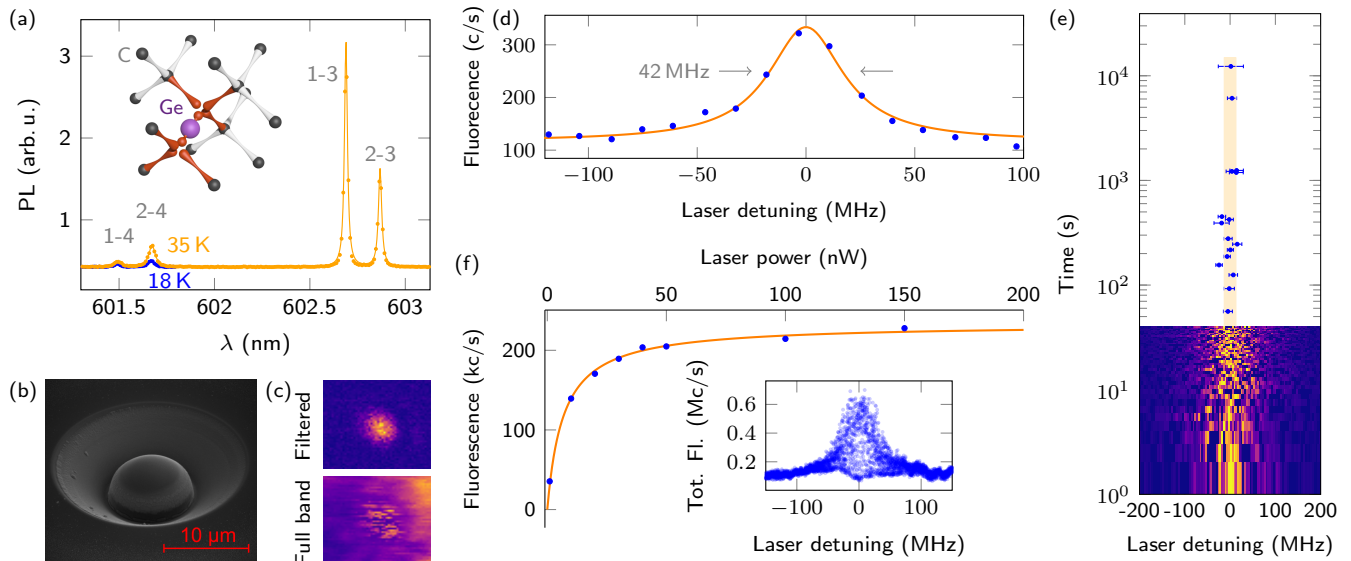 (a)
PL (arb. u.)
3
2
1
C
Ge
1-3
2-3
2-4
1-4
35 K
18 K
601.5
602
602.5
603
λ (nm)
(b)
10 µm
(c)
Filtered
Full band
(d)
Fluorescence (c/s)
300
200
100
42 MHz
−100
−50
0
50
100
Laser detuning (MHz)
(f)
Laser power (nW)
0
50
100
150
200
Fluorescence (kc/s)
200
100
0
Tot. Fl. (Mc/s)
0.6
0.4
0.2
−100
0
100
Laser detuning (MHz)
(e)
Time (s)
10⁴
10³
10²
10¹
10⁰
-200
-100
0
100
200
Laser detuning (MHz)